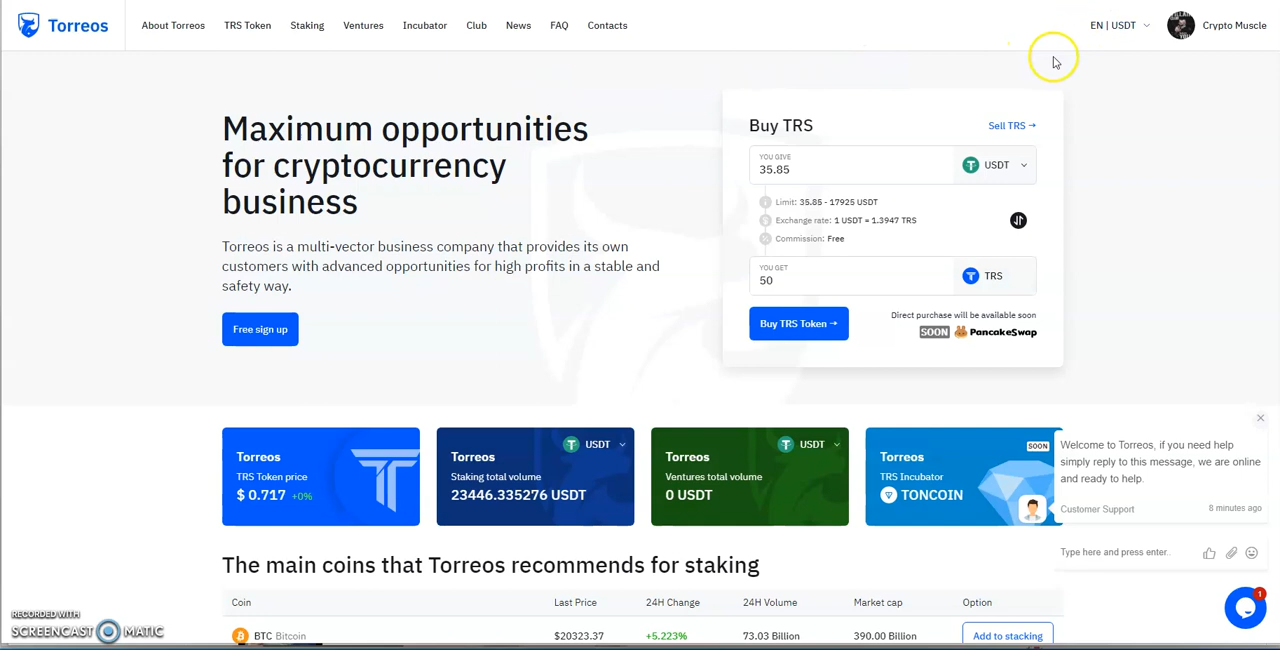 Torreos
About Torreos
TRS Token
Staking
Ventures
Incubator
Club
News
FAQ
Contacts
EN | USDT
Crypto Muscle
Maximum opportunities
for cryptocurrency
business
Torreos is a multi-vector business company that provides its own
customers with advanced opportunities for high profits in a stable and
safety way.
Free sign up
Buy TRS
Sell TRS →
YOU GIVE
35.85
USDT
Limit: 35.85 - 17925 USDT
Exchange rate: 1 USDT = 1.3947 TRS
Commission: Free
YOU GET
50
TRS
Buy TRS Token →
Direct purchase will be available soon
SOON PancakeSwap
Torreos
TRS Token price
$ 0.717 +0%
USDT
Torreos
Staking total volume
23446.335276 USDT
USDT
Torreos
Ventures total volume
0 USDT
SOON
Torreos
TRS Incubator
TONCOIN
Welcome to Torreos, if you need help
simply reply to this message, we are online
and ready to help.
Customer Support
8 minutes ago
Type here and press enter..
1
The main coins that Torreos recommends for staking
Coin
Last Price
24H Change
24H Volume
Market cap
Option
BTC Bitcoin
$20323.37
+5.223%
73.03 Billion
390.00 Billion
Add to stacking
RECORDED WITH
SCREENCAST MATIC